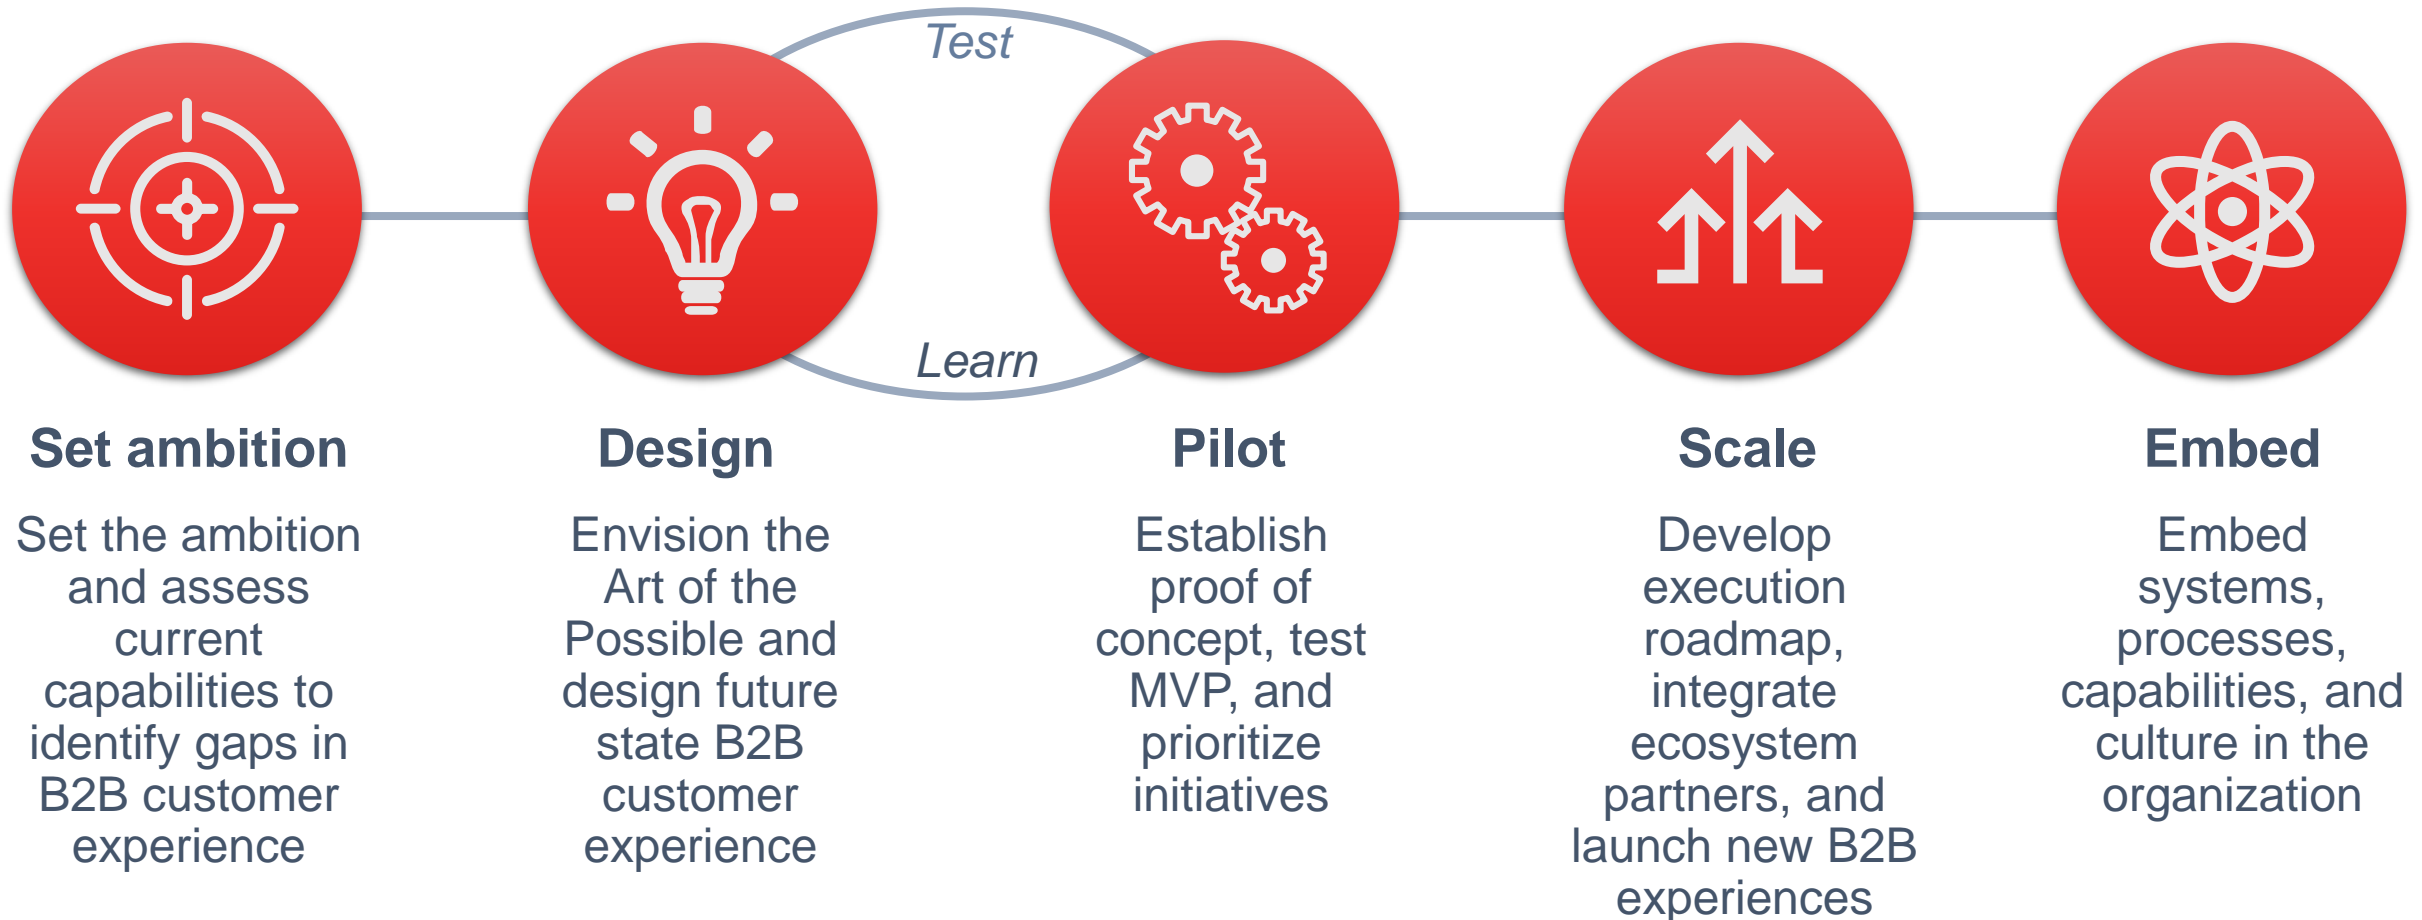 Test
Learn
Set ambition
Set the ambition
and assess
current
capabilities to
identify gaps in
B2B customer
experience
Design
Envision the
Art of the
Possible and
design future
state B2B
customer
experience
Pilot
Establish
proof of
concept, test
MVP, and
prioritize
initiatives
Scale
Develop
execution
roadmap,
integrate
ecosystem
partners, and
launch new B2B
experiences
Embed
Embed
systems,
processes,
capabilities, and
culture in the
organization